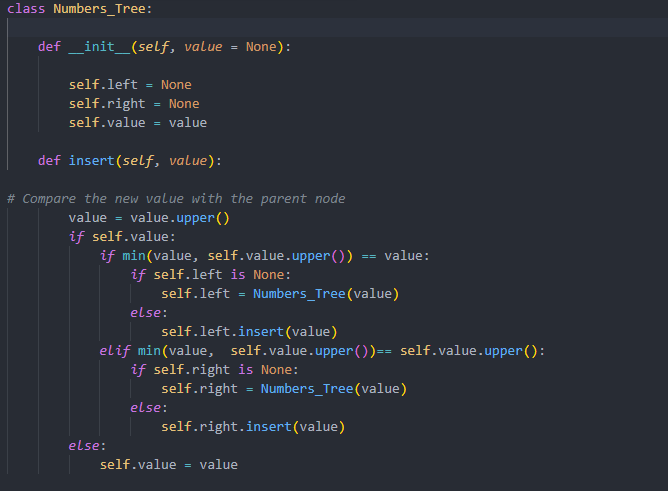 class Numbers_Tree:
    def __init__(self, value = None):
        self.left = None
        self.right = None
        self.value = value
    def insert(self, value):
# Compare the new value with the parent node
        value = value.upper()
        if self.value:
            if min(value, self.value.upper()) == value:
                if self.left is None:
                    self.left = Numbers_Tree(value)
                else:
                    self.left.insert(value)
            elif min(value,  self.value.upper())== self.value.upper():
                if self.right is None:
                    self.right = Numbers_Tree(value)
                else:
                    self.right.insert(value)
        else:
            self.value = value